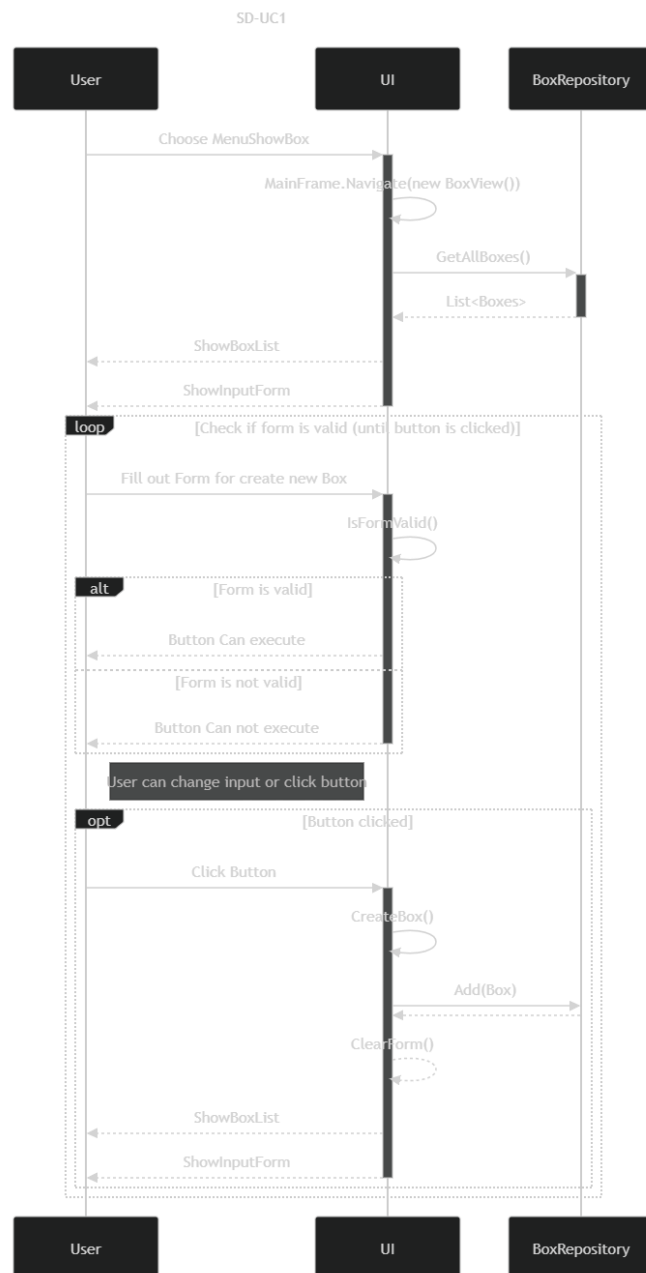 SD-UC1
User
UI
BoxRepository
Choose MenuShowBox
MainFrame.Navigate(new BoxView())
GetAllBoxes()
List<Boxes>
ShowBoxList
ShowInputForm
loop
[Check if form is valid (until button is clicked)]
Fill out Form for create new Box
IsFormValid()
alt
[Form is valid]
Button Can execute
[Form is not valid]
Button Can not execute
User can change input or click button
opt
[Button clicked]
Click Button
CreateBox()
Add(Box)
ClearForm()
ShowBoxList
ShowInputForm
User
UI
BoxRepository